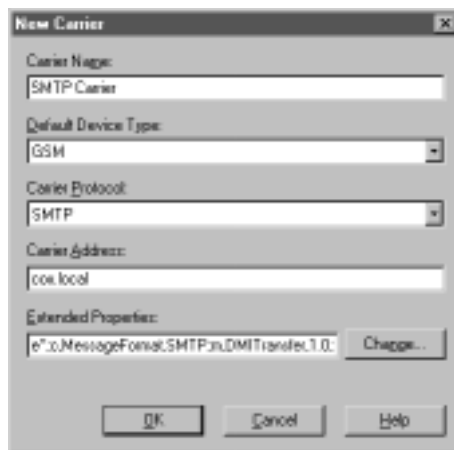 New Carrier
Carrier Name:
SMTP Carrier
Default Device Type:
GSM
Carrier Protocol:
SMTP
Carrier Address:
cox.local
Extended Properties:
e";o,MessageFormat,SMTP;n,DMITransfer,1.0;
Change...
OK
Cancel
Help